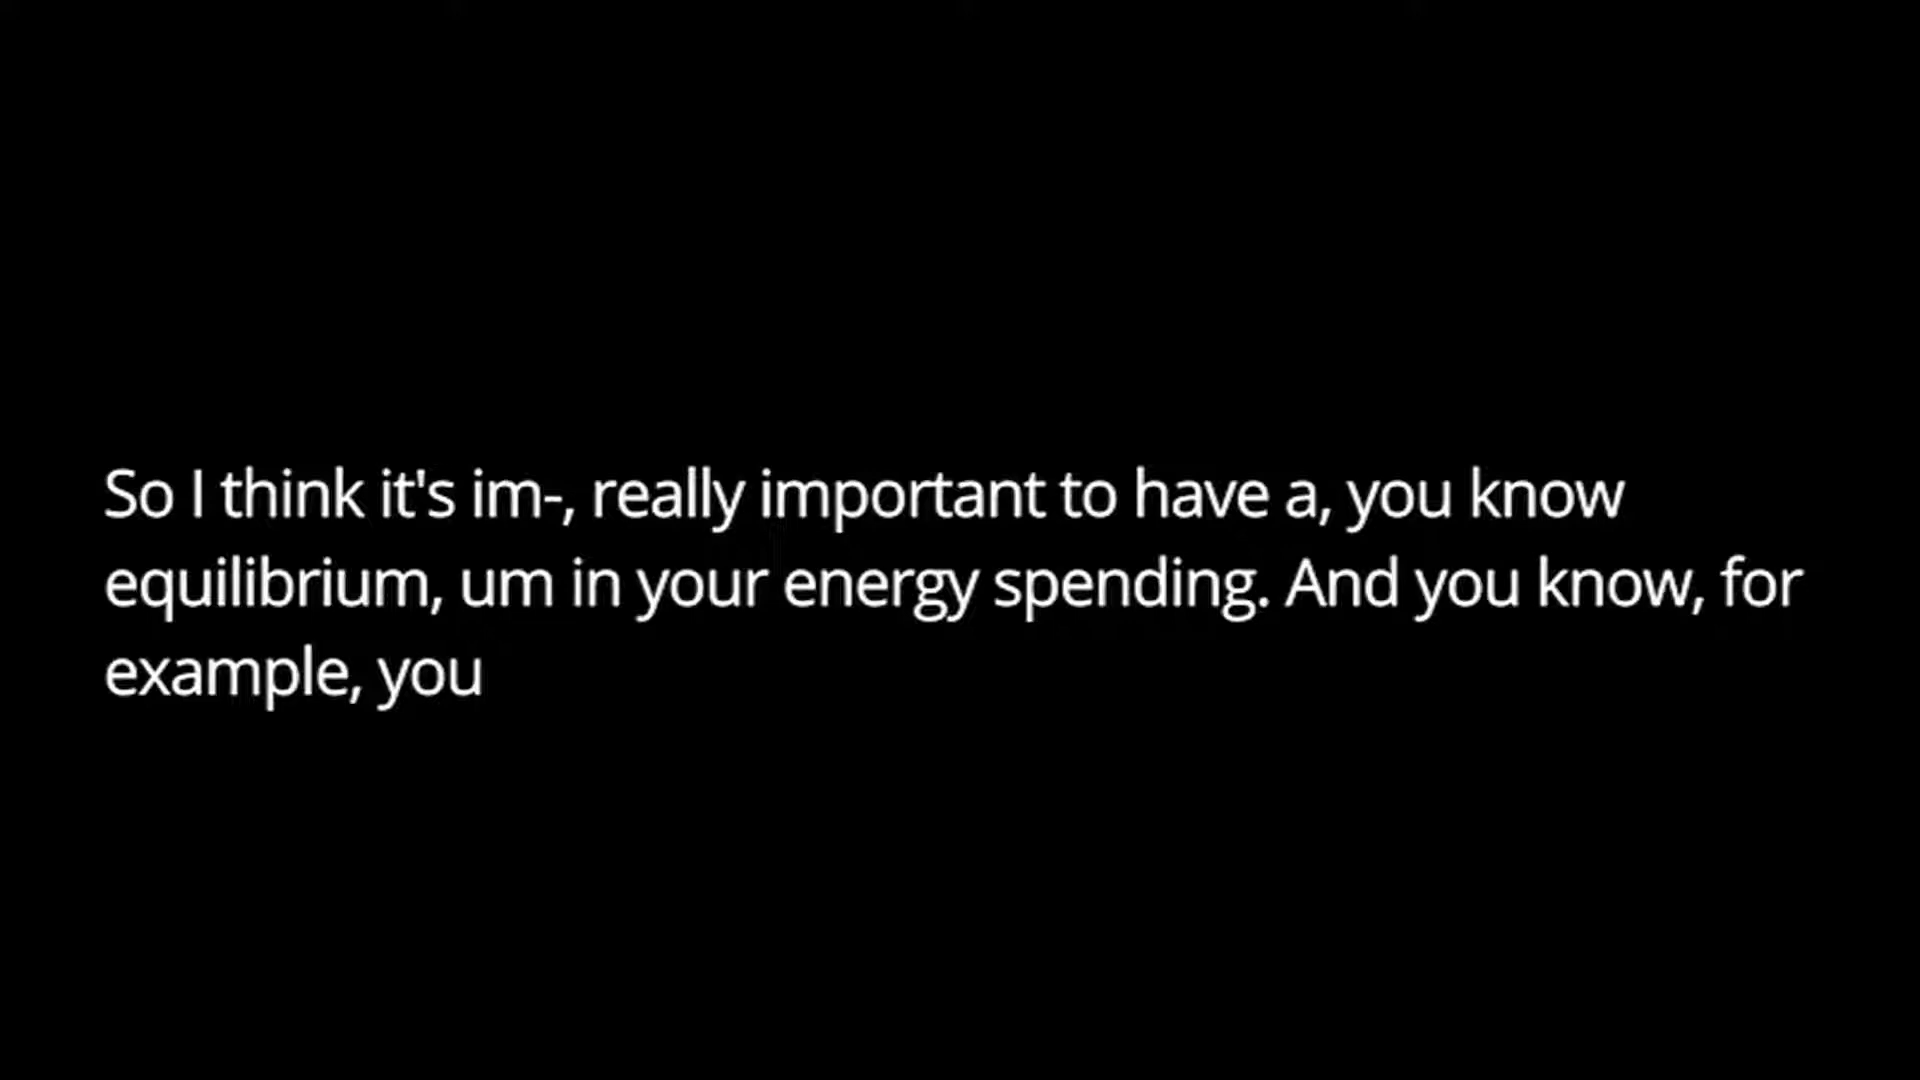 So I think it's im-, really important to have a, you know
equilibrium, um in your energy spending. And you know, for
example, you